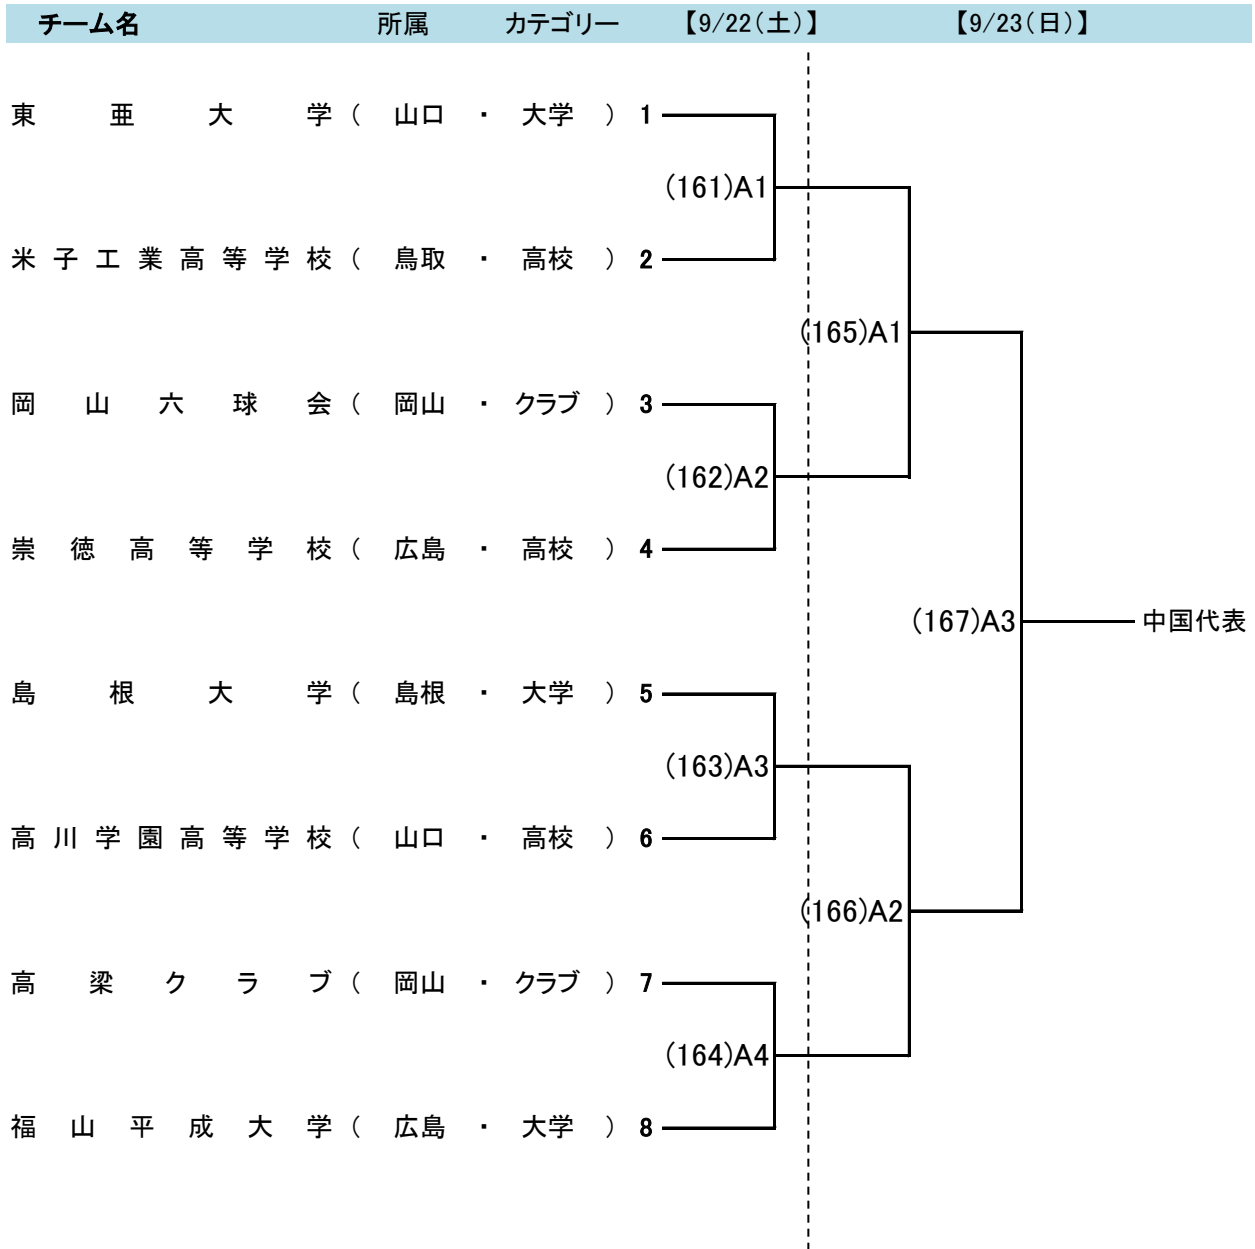 チーム名 所属 カテゴリー 【9/22(土)】 【9/23(日)】
東亜大学( 山口 ・ 大学 ) 1
(161)A1
米子工業高等学校( 鳥取 ・ 高校 ) 2
(165)A1
岡山六球会( 岡山 ・ クラブ ) 3
(162)A2
崇徳高等学校( 広島 ・ 高校 ) 4
(167)A3 中国代表
島根大学( 島根 ・ 大学 ) 5
(163)A3
高川学園高等学校( 山口 ・ 高校 ) 6
(166)A2
高梁クラブ( 岡山 ・ クラブ ) 7
(164)A4
福山平成大学( 広島 ・ 大学 ) 8